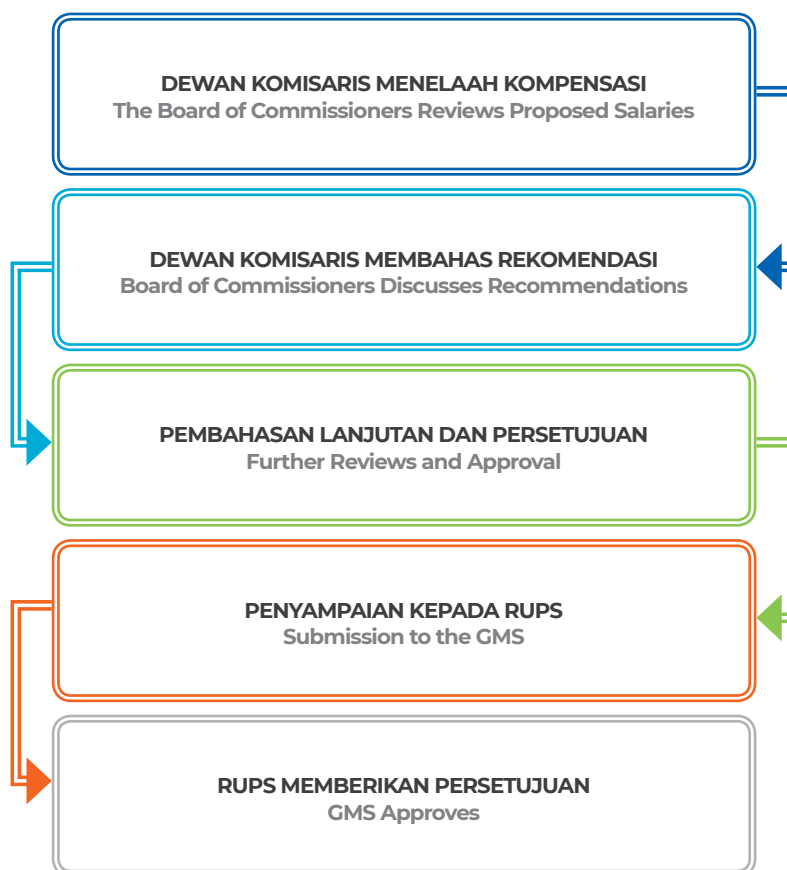 DEWAN KOMISARIS MENELAAH KOMPENSASI
The Board of Commissioners Reviews Proposed Salaries
DEWAN KOMISARIS MEMBAHAS REKOMENDASI
Board of Commissioners Discusses Recommendations
PEMBAHASAN LANJUTAN DAN PERSETUJUAN
Further Reviews and Approval
PENYAMPAIAN KEPADA RUPS
Submission to the GMS
RUPS MEMBERIKAN PERSETUJUAN
GMS Approves